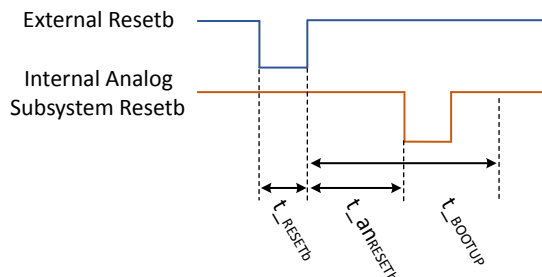 External Resetb
Internal Analog
Subsystem Resetb
t_RESETb
t_anRESETb
t_BOOTUP